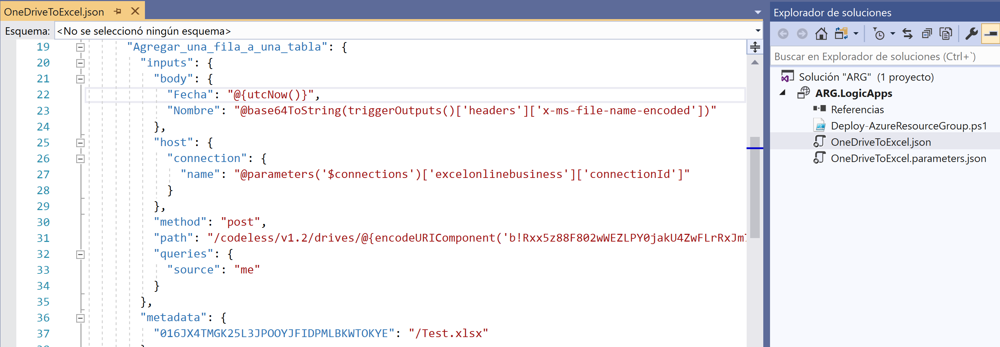 OneDriveToExcel.json
Esquema: <No se seleccionó ningún esquema>
19 "Agregar_una_fila_a_una_tabla": {
20 "inputs": {
21 "body": {
22 "Fecha": "@{utcNow()}",
23 "Nombre": "@base64ToString(triggerOutputs()['headers']['x-ms-file-name-encoded'])"
24 },
25 "host": {
26 "connection": {
27 "name": "@parameters('$connections')['excelonlinebusiness']['connectionId']"
28 }
29 },
30 "method": "post",
31 "path": "/codeless/v1.2/drives/@{encodeURIComponent('b!Rxx5z88F802wWEZLPY0jakU4ZwFLrRxJm
32 "queries": {
33 "source": "me"
34 }
35 },
36 "metadata": {
37 "016JX4TMGK25L3JPOOYJFIDPMLBKWTOKYE": "/Test.xlsx"
Explorador de soluciones
Buscar en Explorador de soluciones (Ctrl+`)
Solución "ARG" (1 proyecto)
ARG.LogicApps
Referencias
Deploy-AzureResourceGroup.ps1
OneDriveToExcel.json
OneDriveToExcel.parameters.json